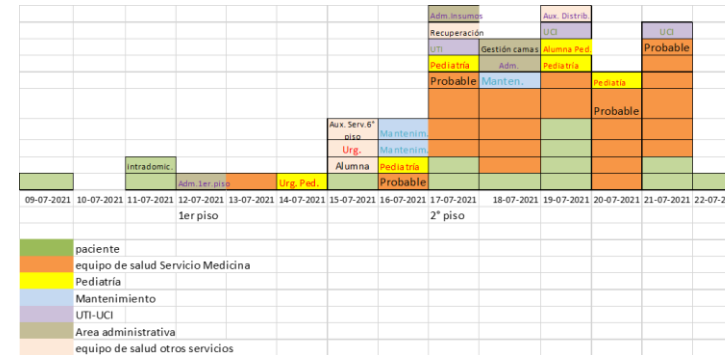 Adm.Insumos Aux. Distrib.
Recuperación UCI UCI
UTI Gestión camas Alumna Ped. Probable
Pediatría Adm. Pediatría
Probable Manten. Pediatía
Probable
Aux. Serv.6° piso Mantenim.
Urg. Mantenim.
intradomic. Alumna Pediatría
Adm.1er.piso Urg. Ped. Probable
09-07-2021 10-07-2021 11-07-2021 12-07-2021 13-07-2021 14-07-2021 15-07-2021 16-07-2021 17-07-2021 18-07-2021 19-07-2021 20-07-2021 21-07-2021 22-07-2
1er piso 2° piso
paciente
equipo de salud Servicio Medicina
Pediatría
Mantenimiento
UTI-UCI
Area administrativa
equipo de salud otros servicios